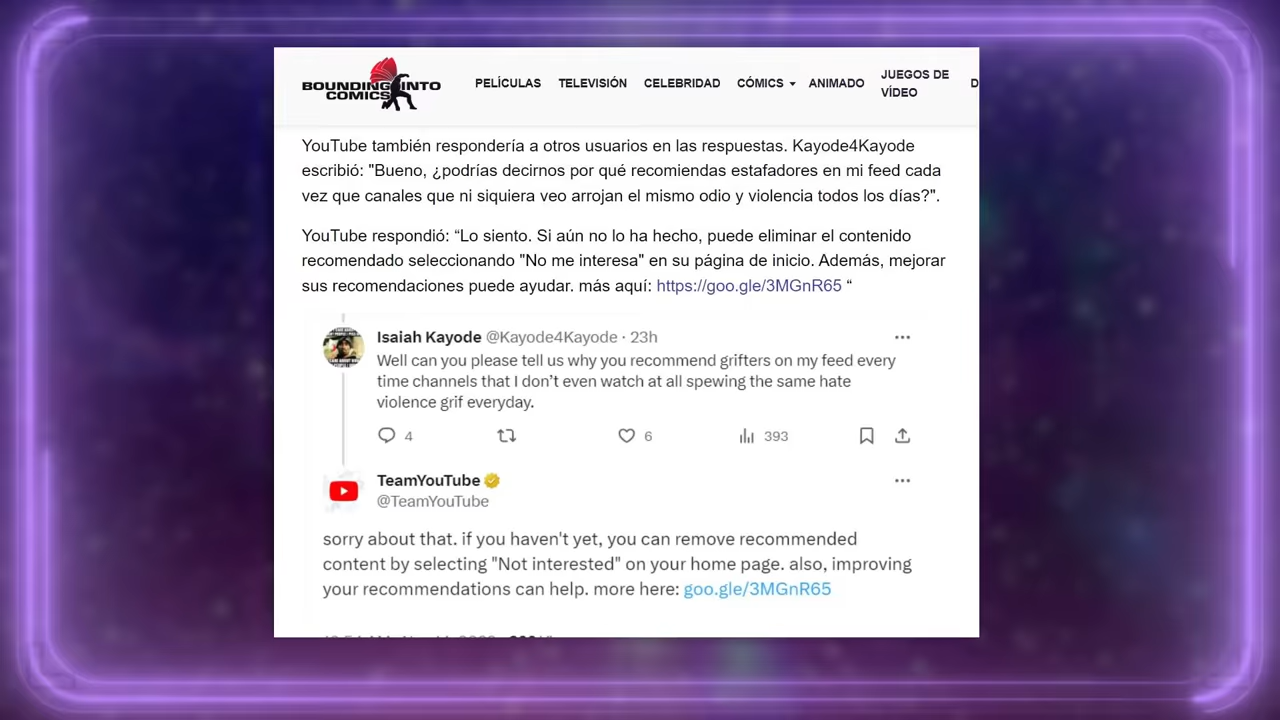 BOUNDING INTO
COMICS
PELÍCULAS TELEVISIÓN CELEBRIDAD CÓMICS ANIMADO JUEGOS DE VÍDEO D
YouTube también respondería a otros usuarios en las respuestas. Kayode4Kayode
escribió: "Bueno, ¿podrías decirnos por qué recomiendas estafadores en mi feed cada
vez que canales que ni siquiera veo arrojan el mismo odio y violencia todos los días?".
YouTube respondió: “Lo siento. Si aún no lo ha hecho, puede eliminar el contenido
recomendado seleccionando "No me interesa" en su página de inicio. Además, mejorar
sus recomendaciones puede ayudar. más aquí: https://goo.gle/3MGnR65 “
Isaiah Kayode @Kayode4Kayode · 23h
Well can you please tell us why you recommend grifters on my feed every
time channels that I don’t even watch at all spewing the same hate
violence grif everyday.
4 6 393
TeamYouTube
@TeamYouTube
sorry about that. if you haven't yet, you can remove recommended
content by selecting "Not interested" on your home page. also, improving
your recommendations can help. more here: goo.gle/3MGnR65